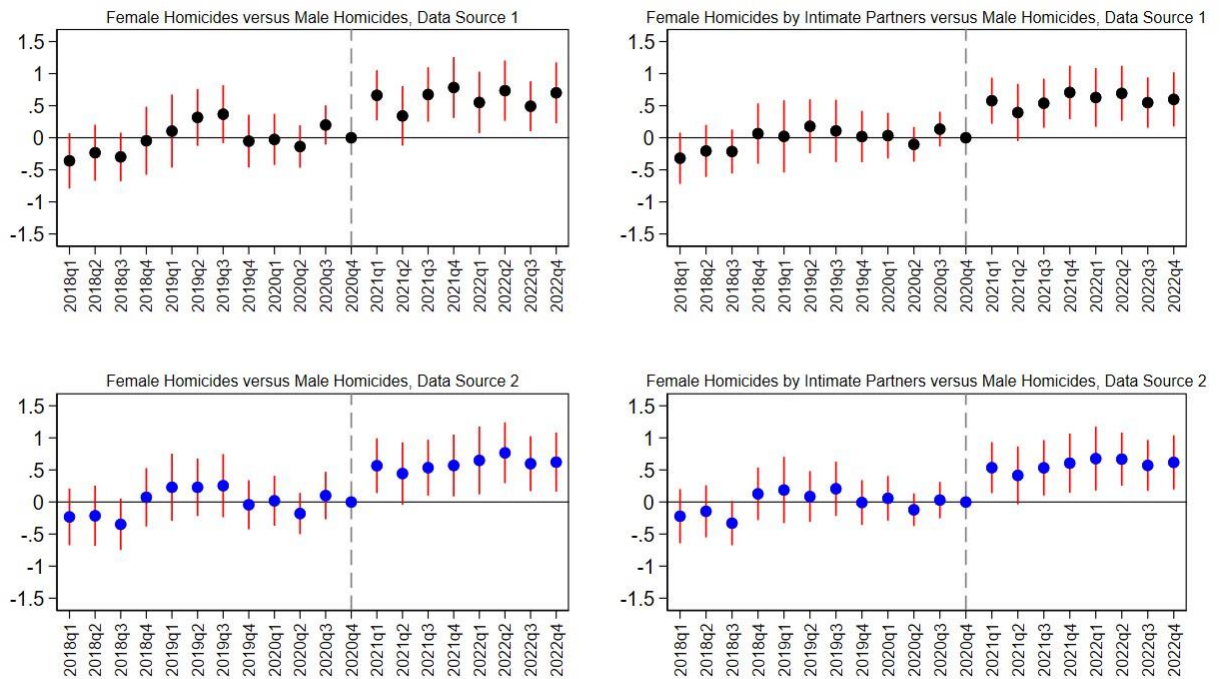 Female Homicides versus Male Homicides, Data Source 1
1.5
1
.5
0
-.5
-1
-1.5
2018q1
2018q2
2018q3
2018q4
2019q1
2019q2
2019q3
2019q4
2020q1
2020q2
2020q3
2020q4
2021q1
2021q2
2021q3
2021q4
2022q1
2022q2
2022q3
2022q4
Female Homicides by Intimate Partners versus Male Homicides, Data Source 1
1.5
1
.5
0
-.5
-1
-1.5
2018q1
2018q2
2018q3
2018q4
2019q1
2019q2
2019q3
2019q4
2020q1
2020q2
2020q3
2020q4
2021q1
2021q2
2021q3
2021q4
2022q1
2022q2
2022q3
2022q4
Female Homicides versus Male Homicides, Data Source 2
1.5
1
.5
0
-.5
-1
-1.5
2018q1
2018q2
2018q3
2018q4
2019q1
2019q2
2019q3
2019q4
2020q1
2020q2
2020q3
2020q4
2021q1
2021q2
2021q3
2021q4
2022q1
2022q2
2022q3
2022q4
Female Homicides by Intimate Partners versus Male Homicides, Data Source 2
1.5
1
.5
0
-.5
-1
-1.5
2018q1
2018q2
2018q3
2018q4
2019q1
2019q2
2019q3
2019q4
2020q1
2020q2
2020q3
2020q4
2021q1
2021q2
2021q3
2021q4
2022q1
2022q2
2022q3
2022q4